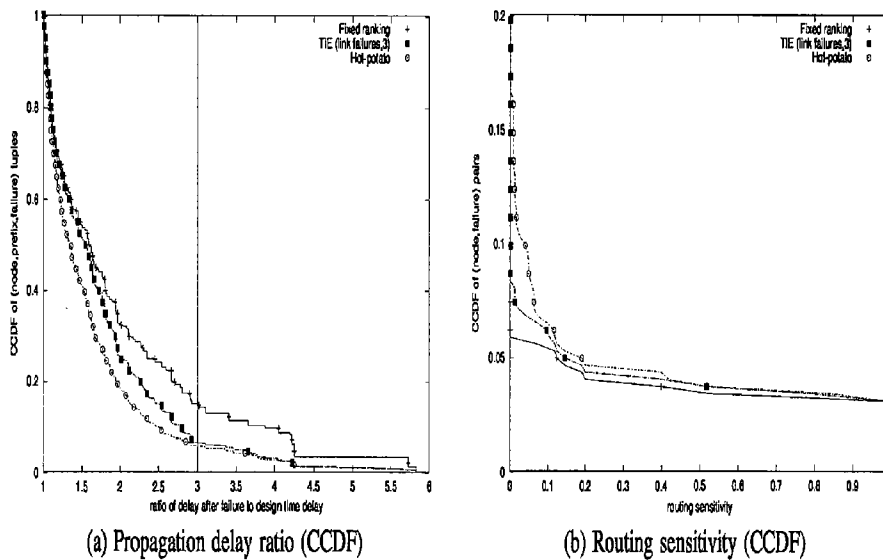 Fixed ranking
TIE (link failures,3)
Hot-potato
1
0.8
0.6
0.4
0.2
0
CCDF of (node,prefix,failure) tuples
1 1.5 2 2.5 3 3.5 4 4.5 5 5.5 6
ratio of delay after failure to design time delay
(a) Propagation delay ratio (CCDF)
Fixed ranking
TIE (link failures,3)
Hot-potato
0.2
0.15
0.1
0.05
0
CCDF of (node,failure) pairs
0 0.1 0.2 0.3 0.4 0.5 0.6 0.7 0.8 0.9
routing sensitivity
(b) Routing sensitivity (CCDF)